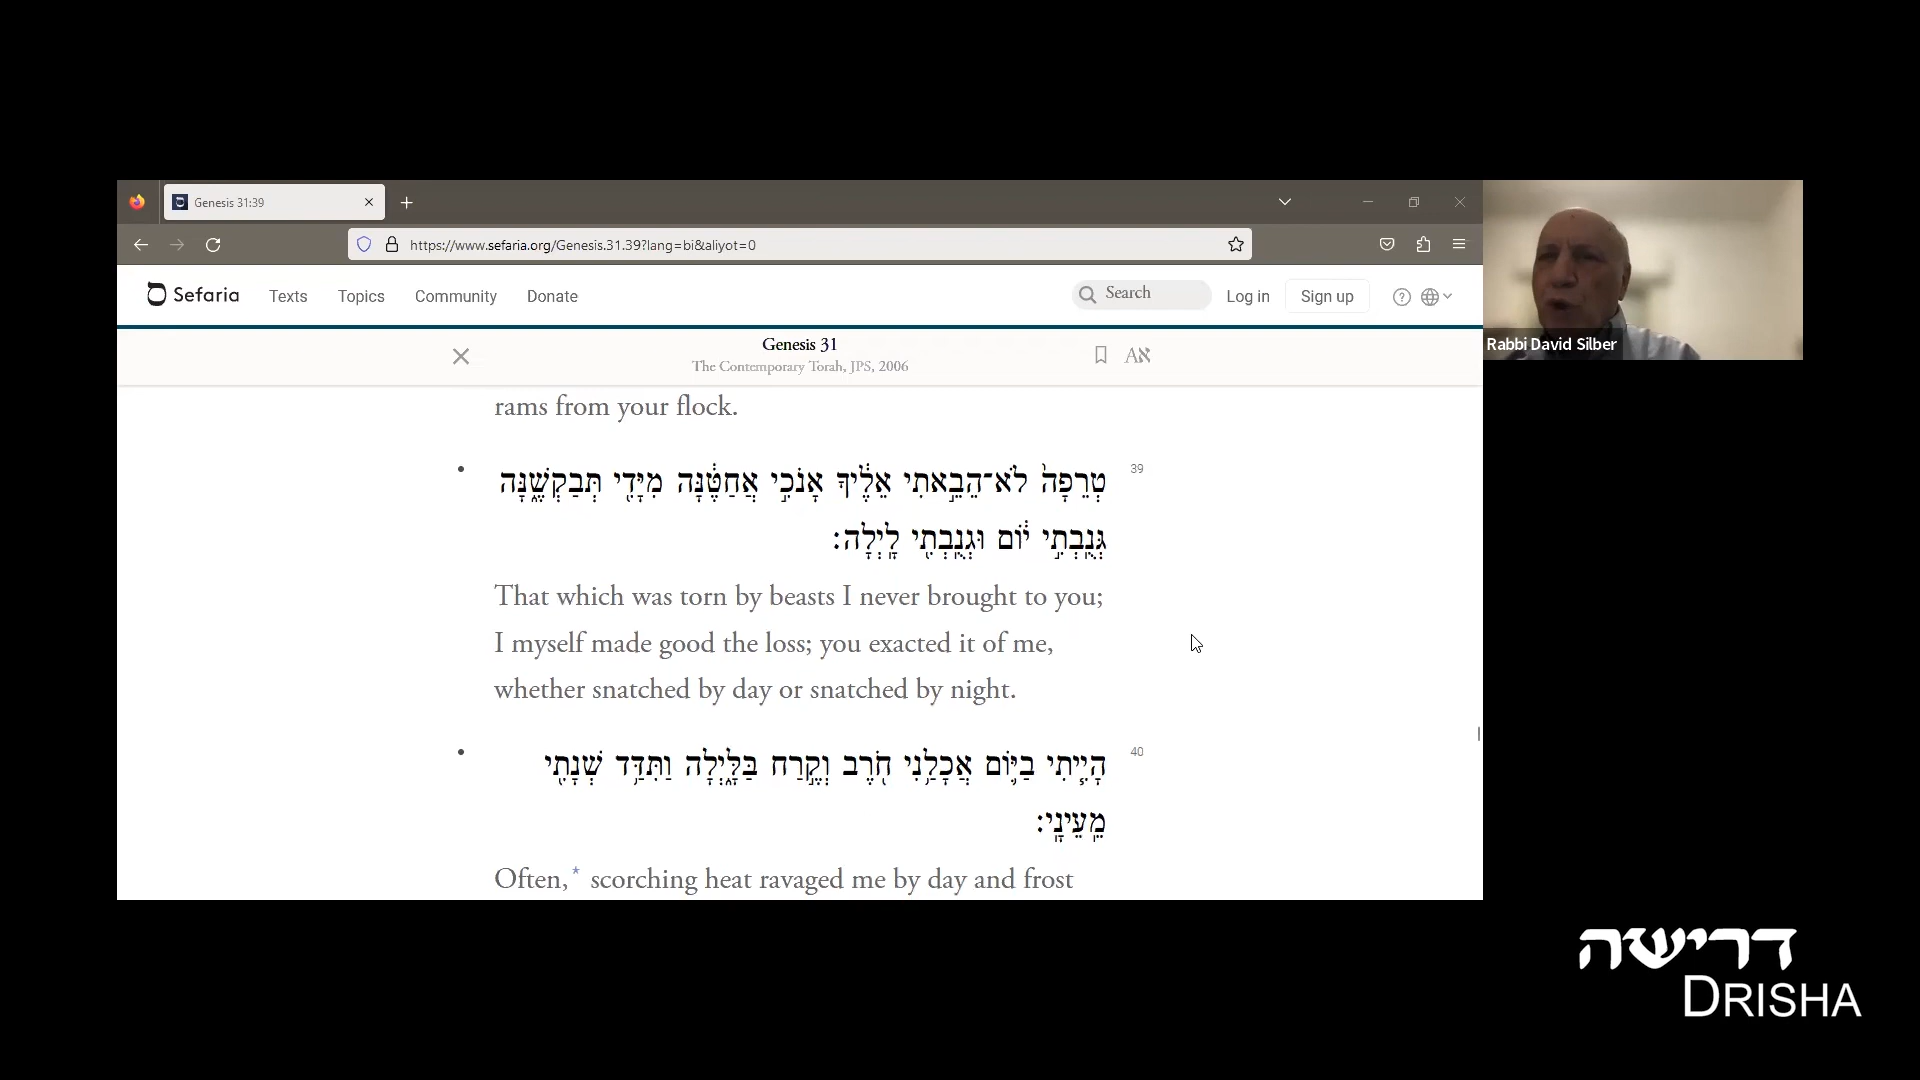 Genesis 31:39
https://www.sefaria.org/Genesis.31.39?lang=bi&aliyot=0
Sefaria Texts Topics Community Donate Search Log in Sign up
Genesis 31
The Contemporary Torah, JPS, 2006
Aא
rams from your flock.
39
טְרֵפָה֙ לֹא־הֵבֵ֣אתִי אֵלֶ֔יךָ אָנֹכִ֣י אֲחַטֶּ֔נָּה מִיָּדִ֖י תְּבַקְשֶׁ֑נָּה
גְּנֻֽבְתִ֣י י֔וֹם וּגְנֻֽבְתִ֖י לָֽיְלָה׃
That which was torn by beasts I never brought to you;
I myself made good the loss; you exacted it of me,
whether snatched by day or snatched by night.
40
הָיִ֧יתִי בַיּ֛וֹם אֲכָלַ֥נִי חֹ֖רֶב וְקֶ֣רַח בַּלָּ֑יְלָה וַתִּדַּ֥ד שְׁנָתִ֖י
מֵֽעֵינָֽי׃
Often,* scorching heat ravaged me by day and frost
Rabbi David Silber
דרישה
DRISHA